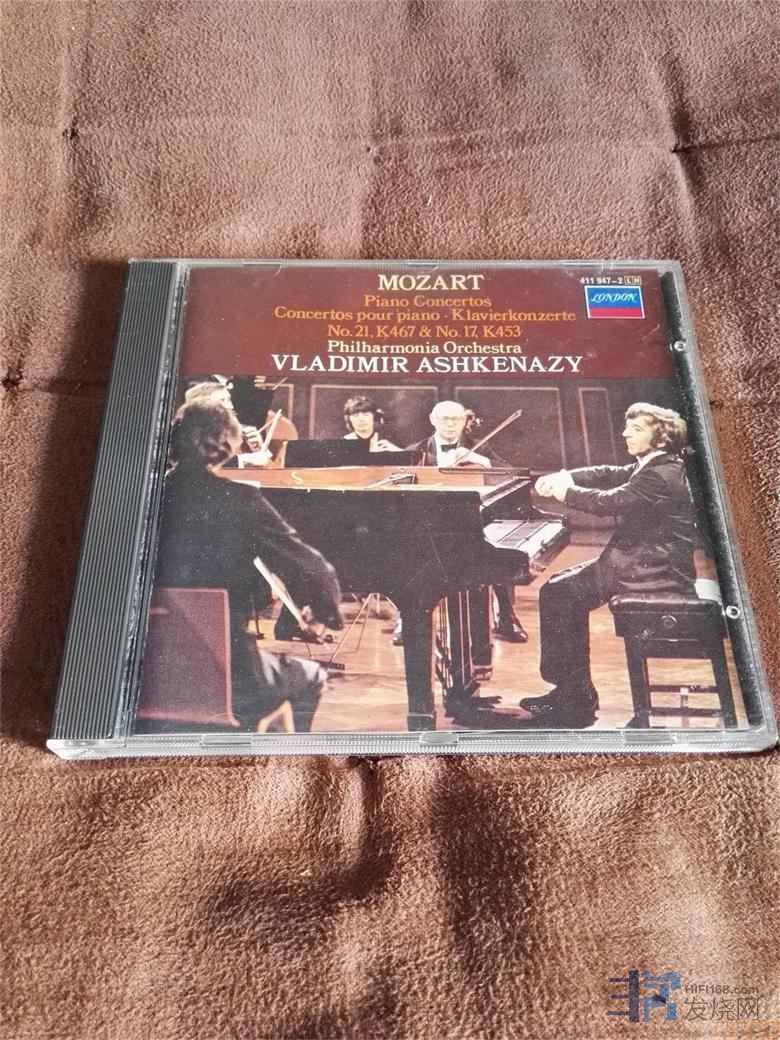 MOZART
411 947-2 LH
LONDON
Piano Concertos
Concertos pour piano · Klavierkonzerte
No. 21, K467 & No. 17, K453
Philharmonia Orchestra
VLADIMIR ASHKENAZY
HIFI168.com
发烧网